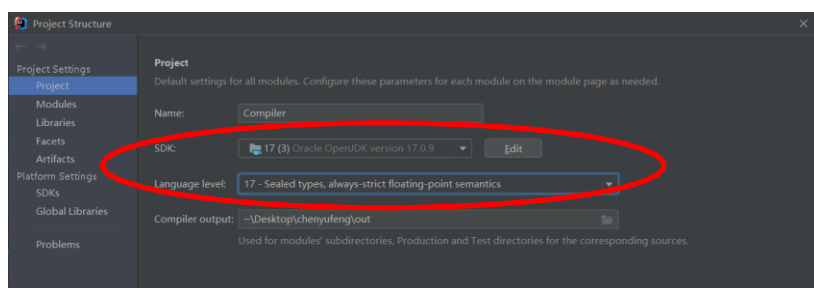 Project Structure
Project Settings
Project
Modules
Libraries
Facets
Artifacts
Platform Settings
SDKs
Global Libraries
Problems
Project
Default settings for all modules. Configure these parameters for each module on the module page as needed.
Name: Compiler
SDK: 17 (3) Oracle OpenJDK version 17.0.9 Edit
Language level: 17 - Sealed types, always-strict floating-point semantics
Compiler output: ~\Desktop\chenyufeng\out
Used for modules' subdirectories, Production and Test directories for the corresponding sources.